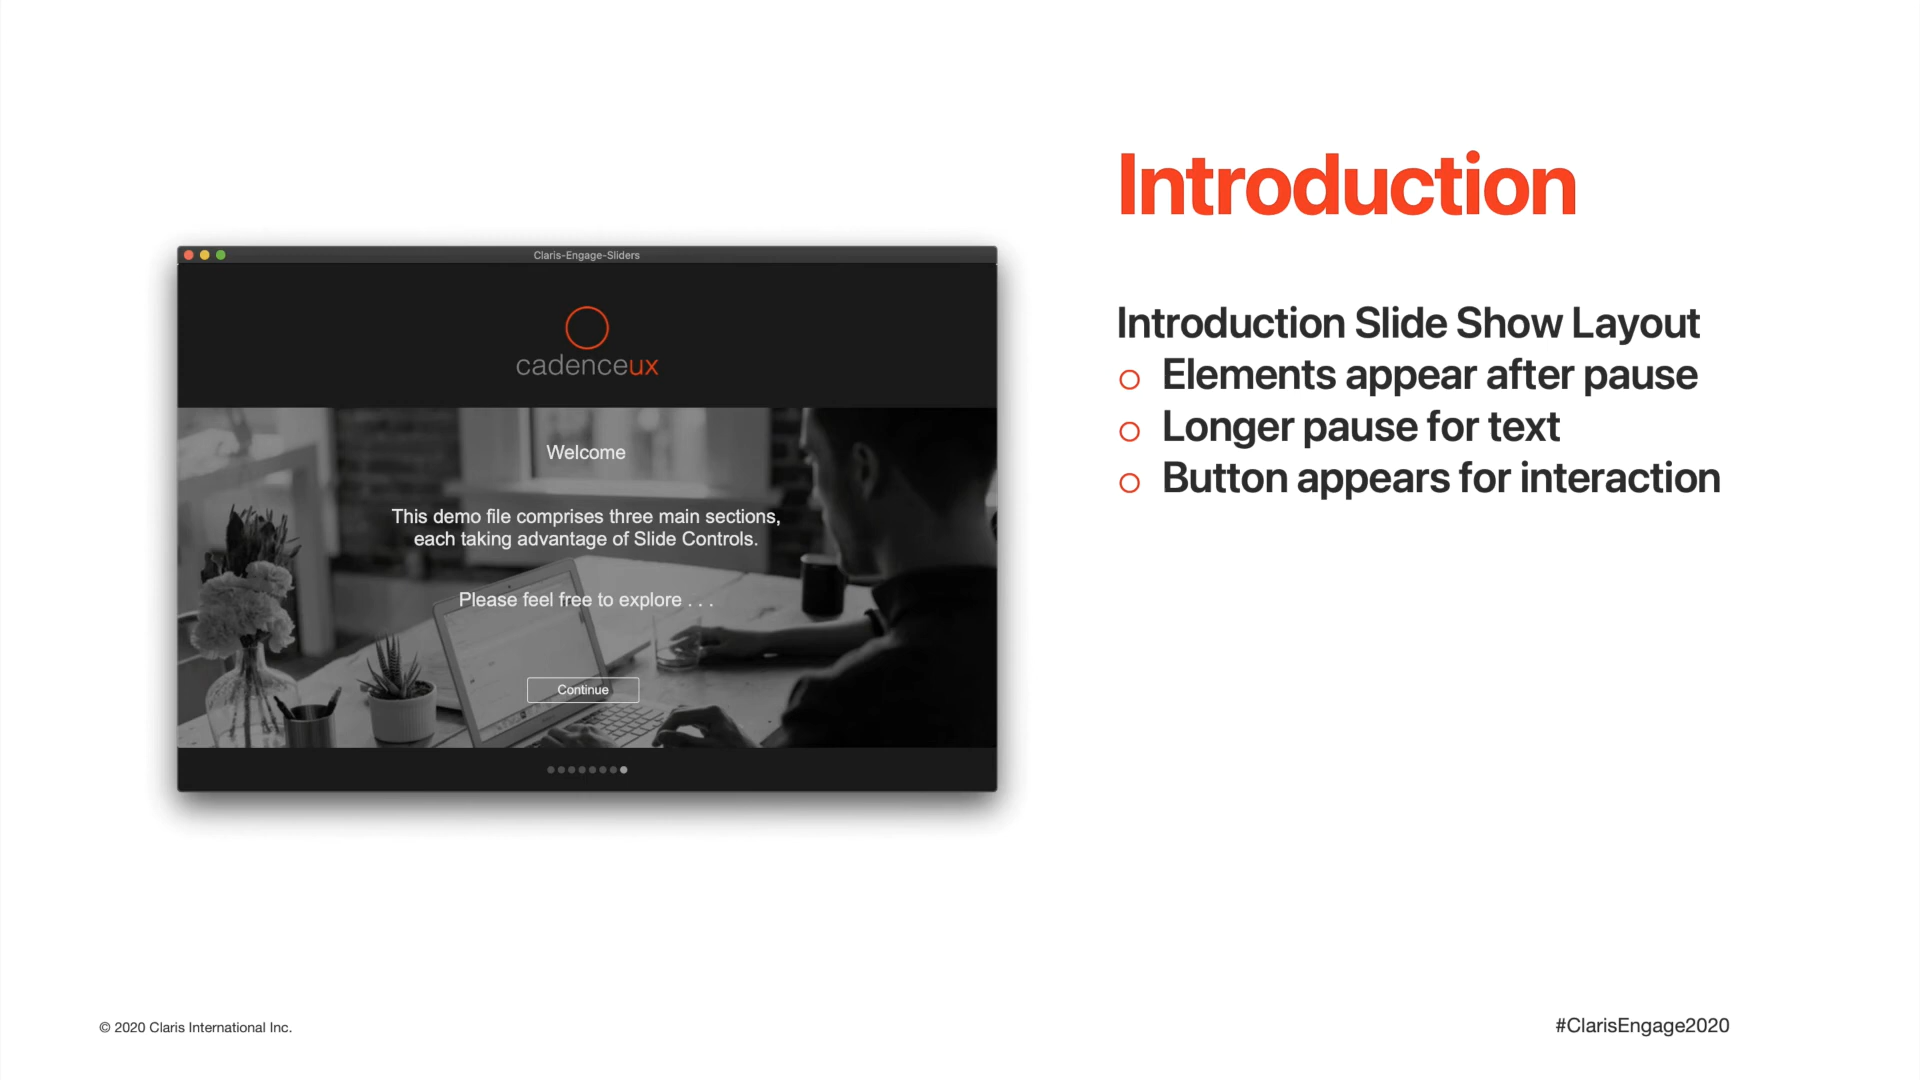 Introduction
Claris-Engage-Sliders
cadenceux
Welcome
This demo file comprises three main sections,
each taking advantage of Slide Controls.
Please feel free to explore . . .
Continue
Introduction Slide Show Layout
Elements appear after pause
Longer pause for text
Button appears for interaction
© 2020 Claris International Inc.
#ClarisEngage2020